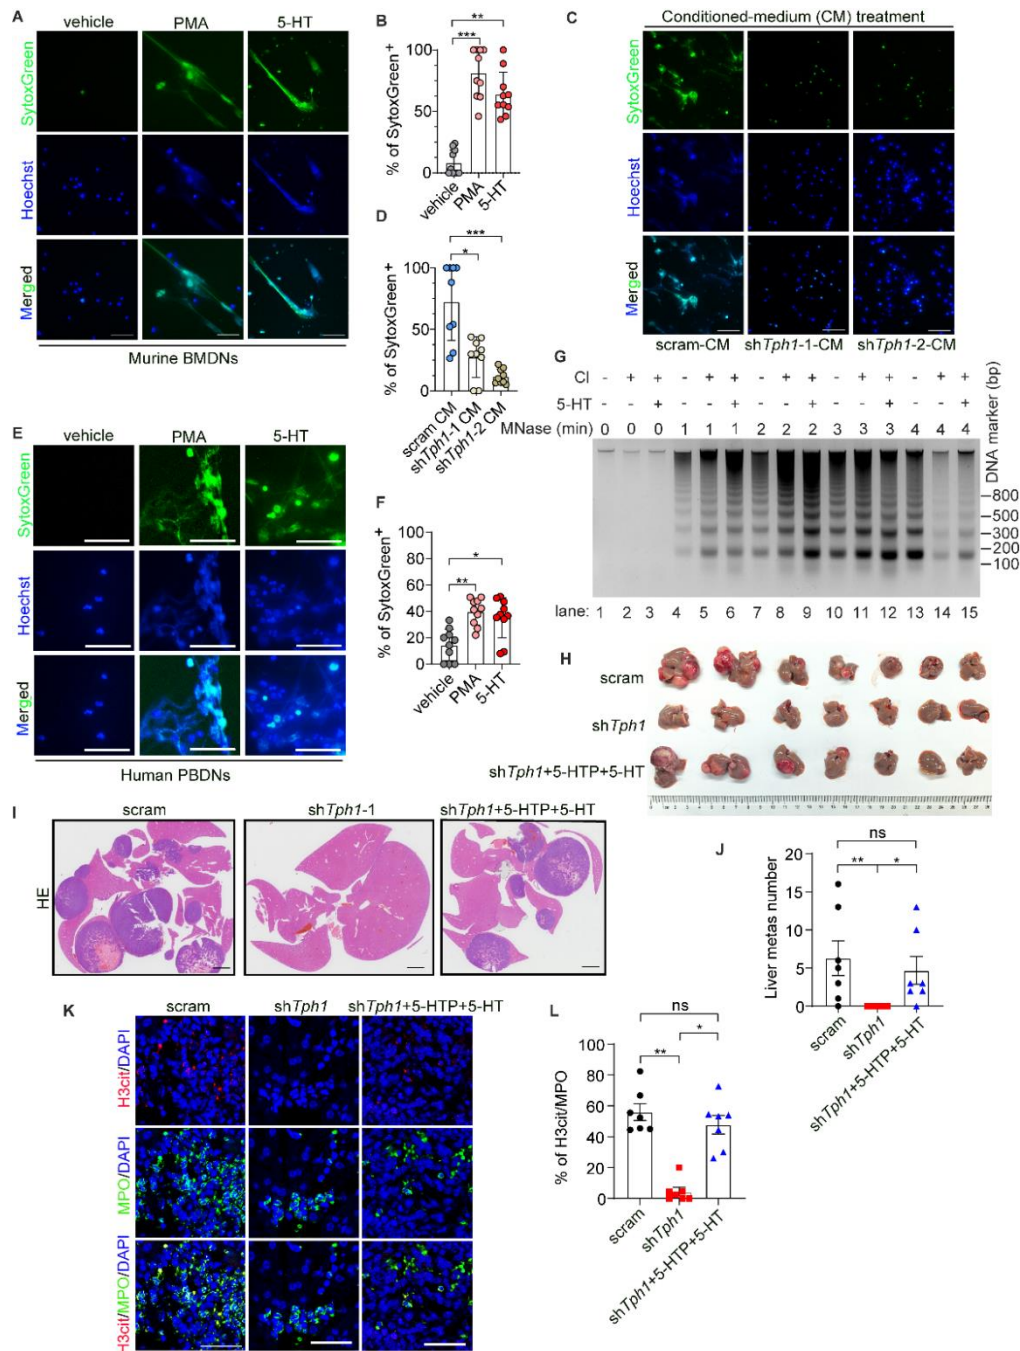 A
vehicle
PMA
5-HT
SytoxGreen
Hoechst
Merged
Murine BMDNs
B
**
***
100
50
0
% of SytoxGreen+
vehicle
PMA
5-HT
C
Conditioned-medium (CM) treatment
SytoxGreen
Hoechst
Merged
scram-CM
shTph1-1-CM
shTph1-2-CM
D
***
*
100
50
0
% of SytoxGreen+
scram CM
shTph1-1 CM
shTph1-2 CM
E
vehicle
PMA
5-HT
SytoxGreen
Hoechst
Merged
Human PBDNs
F
*
**
100
80
60
40
20
0
% of SytoxGreen+
vehicle
PMA
5-HT
G
CI - + + - + + - + + - + + - + +
5-HT - - + - - + - - + - - + - - +
MNase (min) 0 0 0 1 1 1 2 2 2 3 3 3 4 4 4
DNA marker (bp)
800
500
300
200
100
lane: 1 2 3 4 5 6 7 8 9 10 11 12 13 14 15
H
scram
shTph1
shTph1+5-HTP+5-HT
I
scram
shTph1-1
shTph1+5-HTP+5-HT
HE
J
ns
**
*
20
15
10
5
0
Liver metas number
scram
shTph1
shTph1+5-HTP+5-HT
K
scram
shTph1
shTph1+5-HTP+5-HT
H3cit/DAPI
MPO/DAPI
H3cit/MPO/DAPI
L
ns
*
**
100
80
60
40
20
0
% of H3cit/MPO
scram
shTph1
shTph1+5-HTP+5-HT